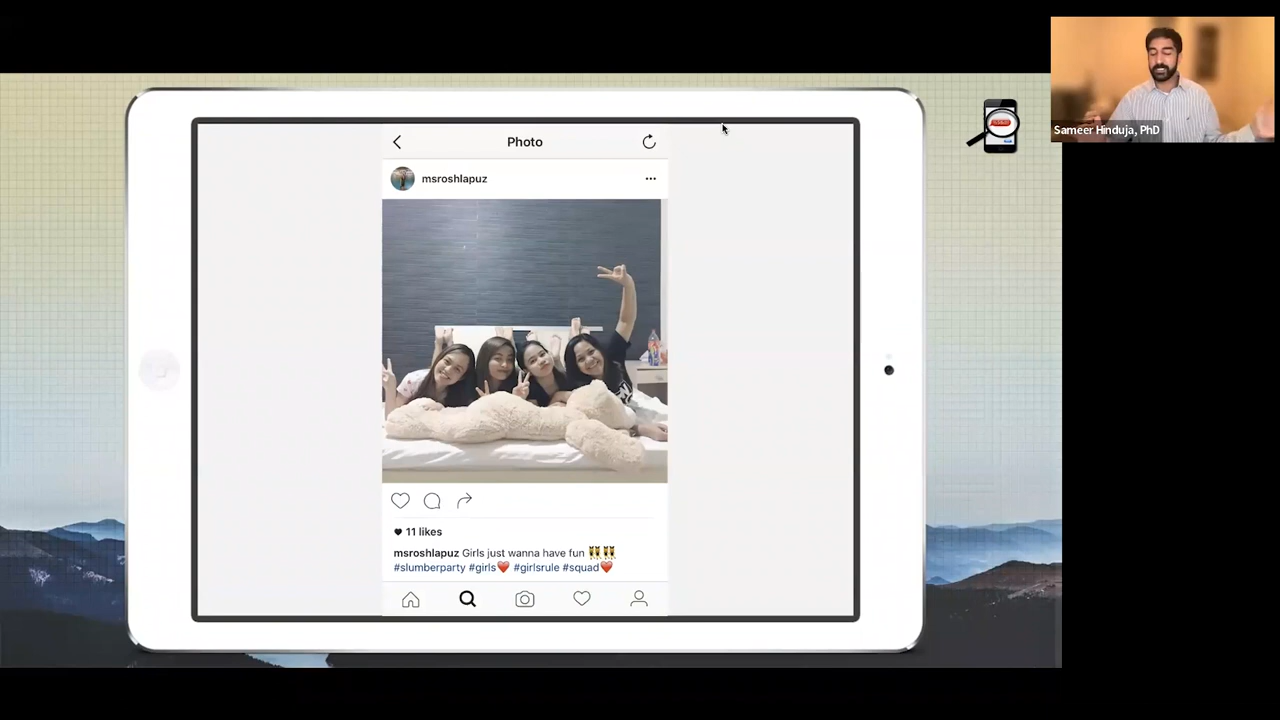 Photo
msroshlapuz
11 likes
msroshlapuz Girls just wanna have fun 👯👯
#slumberparty #girls❤️ #girlsrule #squad❤️
Sameer Hinduja, PhD